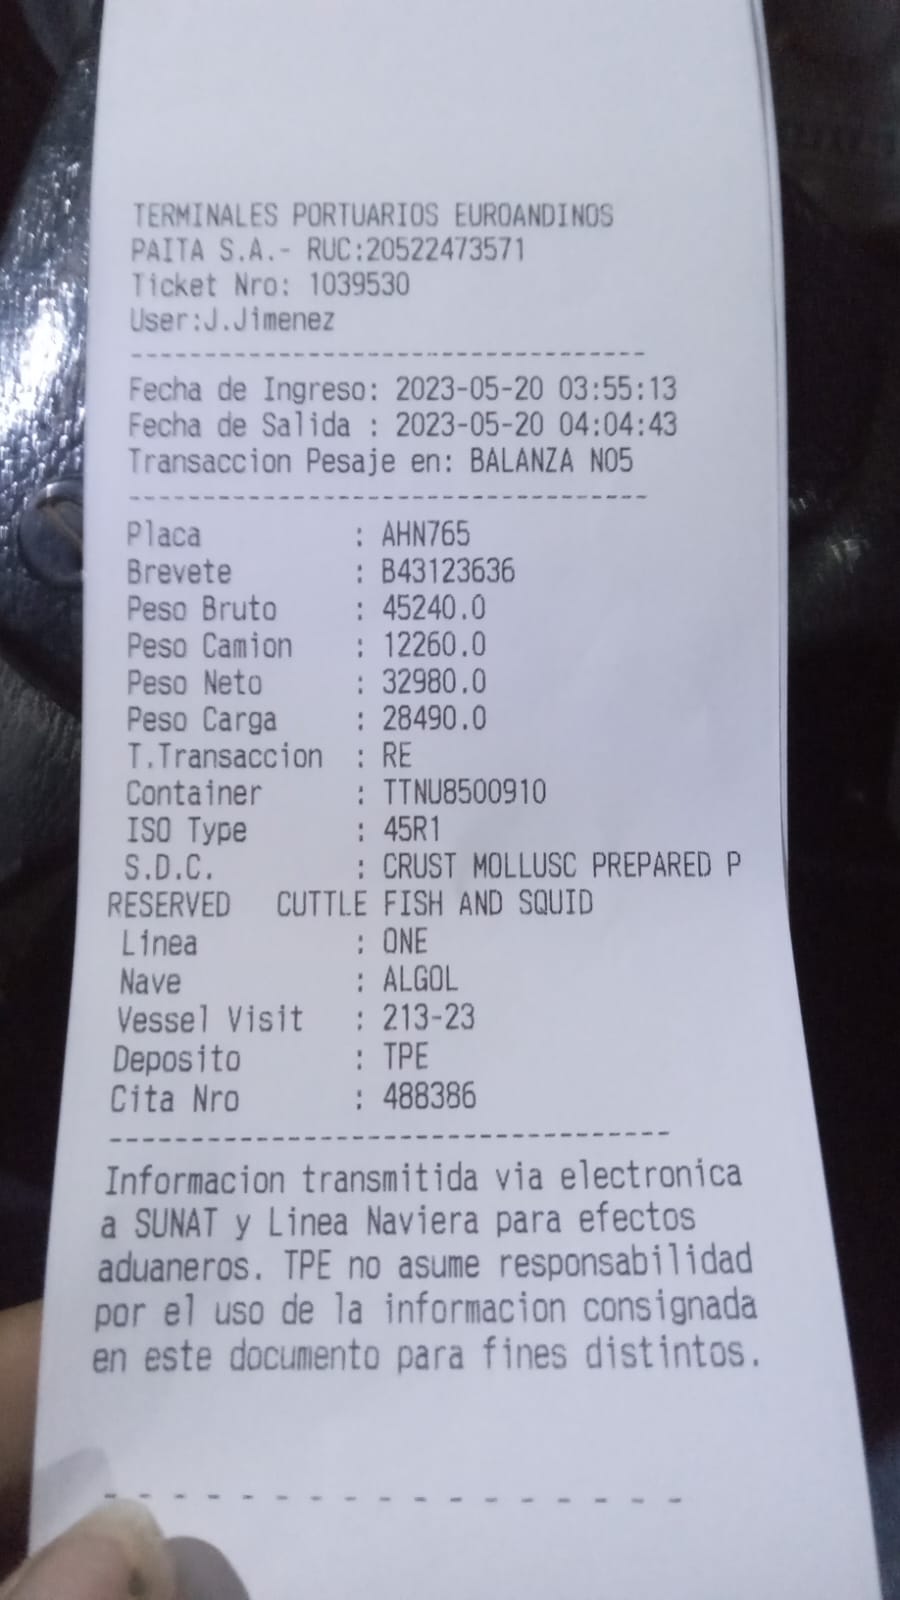 TERMINALES PORTUARIOS EUROANDINOS
PAITA S.A.- RUC:20522473571
Ticket Nro: 1039530
User:J.Jimenez
Fecha de Ingreso: 2023-05-20 03:55:13
Fecha de Salida : 2023-05-20 04:04:43
Transaccion Pesaje en: BALANZA NO5
Placa : AHN765
Brevete : B43123636
Peso Bruto : 45240.0
Peso Camion : 12260.0
Peso Neto : 32980.0
Peso Carga : 28490.0
T.Transaccion : RE
Container : TTNU8500910
ISO Type : 45R1
S.D.C. : CRUST MOLLUSC PREPARED P
RESERVED CUTTLE FISH AND SQUID
Linea : ONE
Nave : ALGOL
Vessel Visit : 213-23
Deposito : TPE
Cita Nro : 488386
Informacion transmitida via electronica
a SUNAT y Linea Naviera para efectos
aduaneros. TPE no asume responsabilidad
por el uso de la informacion consignada
en este documento para fines distintos.